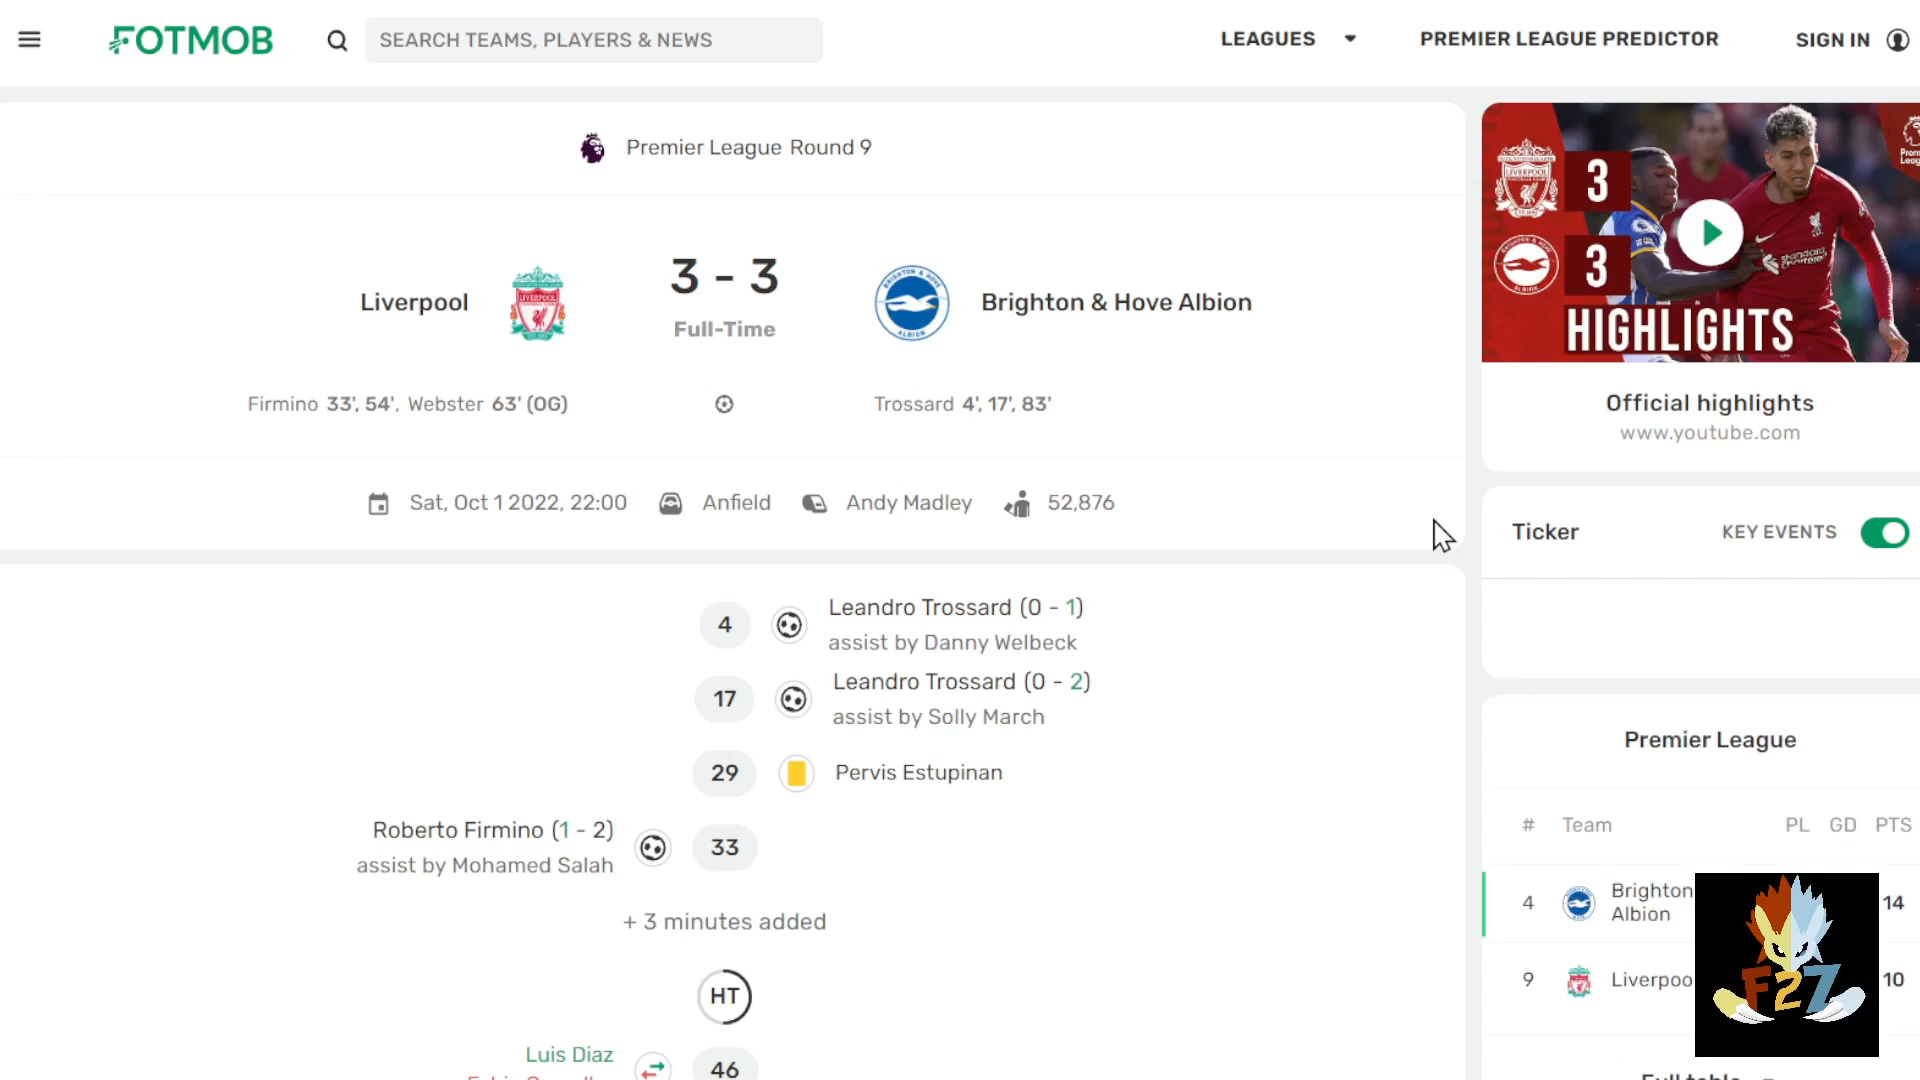 FOTMOB
SEARCH TEAMS, PLAYERS & NEWS
LEAGUES
PREMIER LEAGUE PREDICTOR
SIGN IN
Premier League Round 9
Liverpool
3 - 3
Full-Time
Brighton & Hove Albion
Firmino 33', 54', Webster 63' (OG)
Trossard 4', 17', 83'
Sat, Oct 1 2022, 22:00
Anfield
Andy Madley
52,876
4
Leandro Trossard (0 - 1)
assist by Danny Welbeck
17
Leandro Trossard (0 - 2)
assist by Solly March
29
Pervis Estupinan
Roberto Firmino (1 - 2)
assist by Mohamed Salah
33
+ 3 minutes added
HT
Luis Diaz
46
LIVERPOOL
3
3
HIGHLIGHTS
Official highlights
www.youtube.com
Ticker
KEY EVENTS
Premier League
# Team PL GD PTS
4 Brighton
Albion
14
9 Liverpoo
10
F2Z